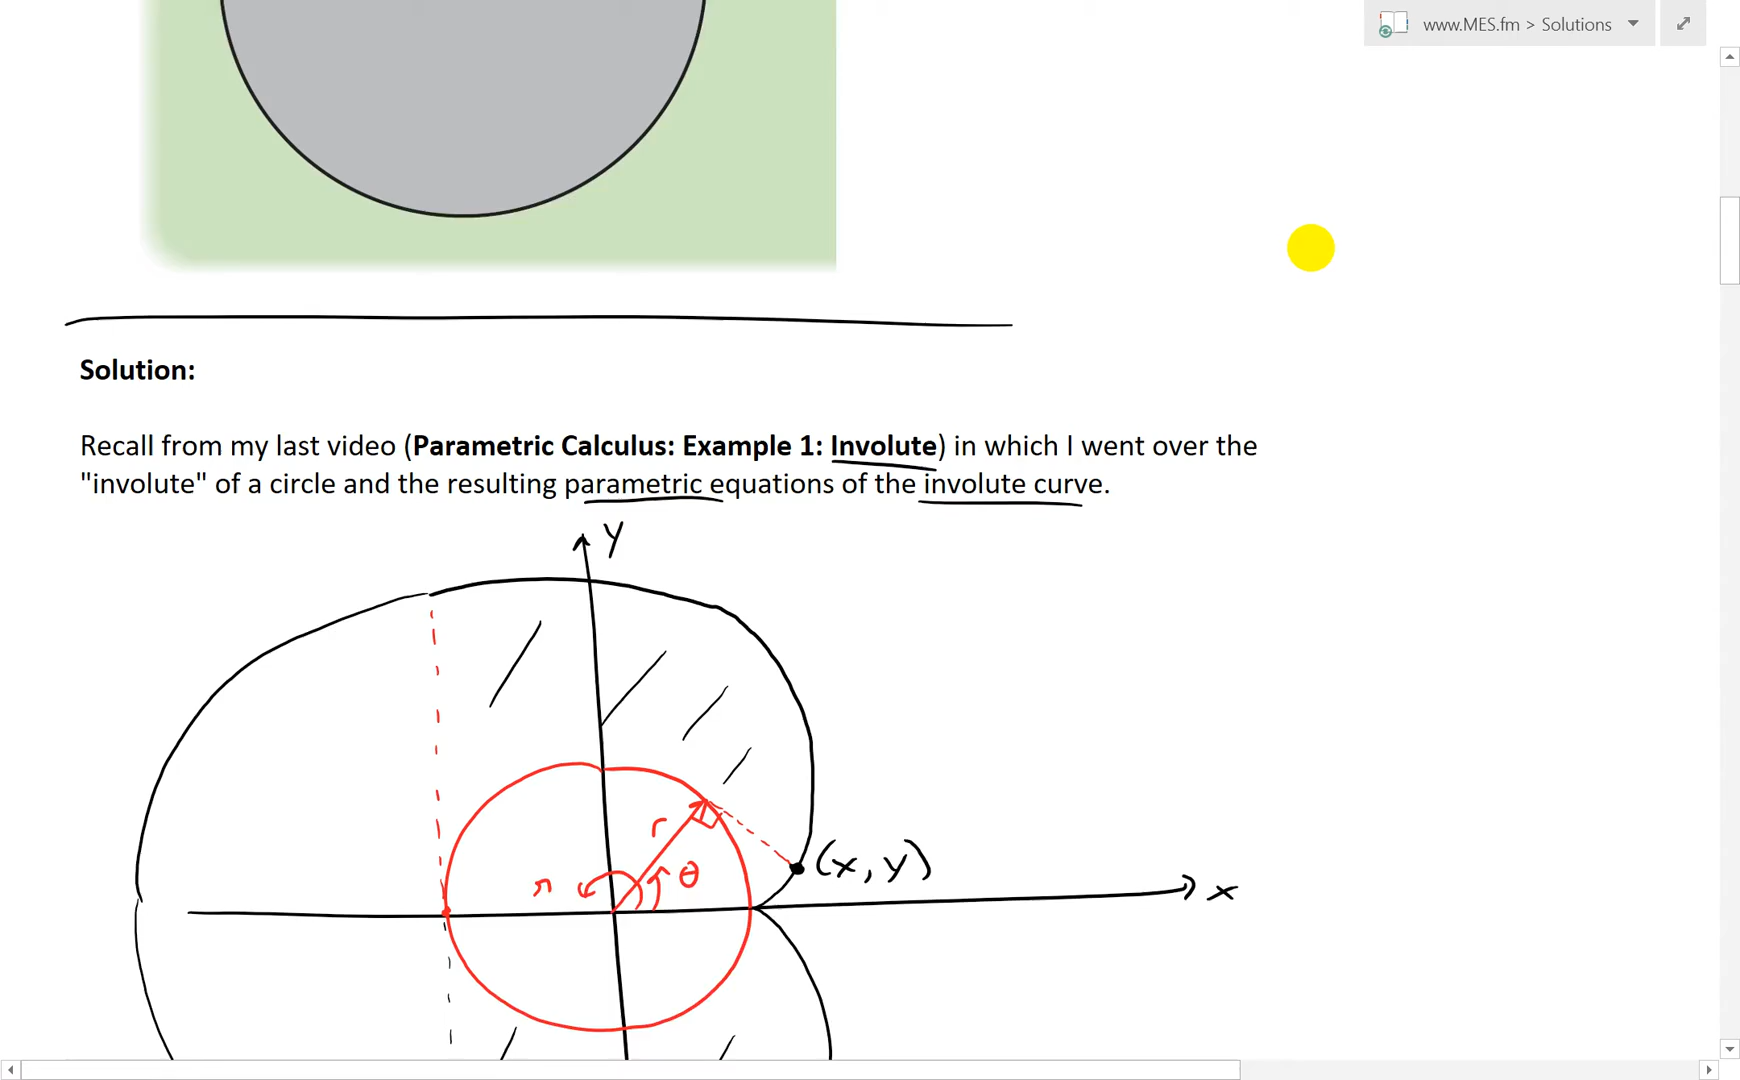 www.MES.fm > Solutions
Solution:
Recall from my last video (Parametric Calculus: Example 1: Involute) in which I went over the
"involute" of a circle and the resulting parametric equations of the involute curve.
y
r
(x, y)
π
θ
x